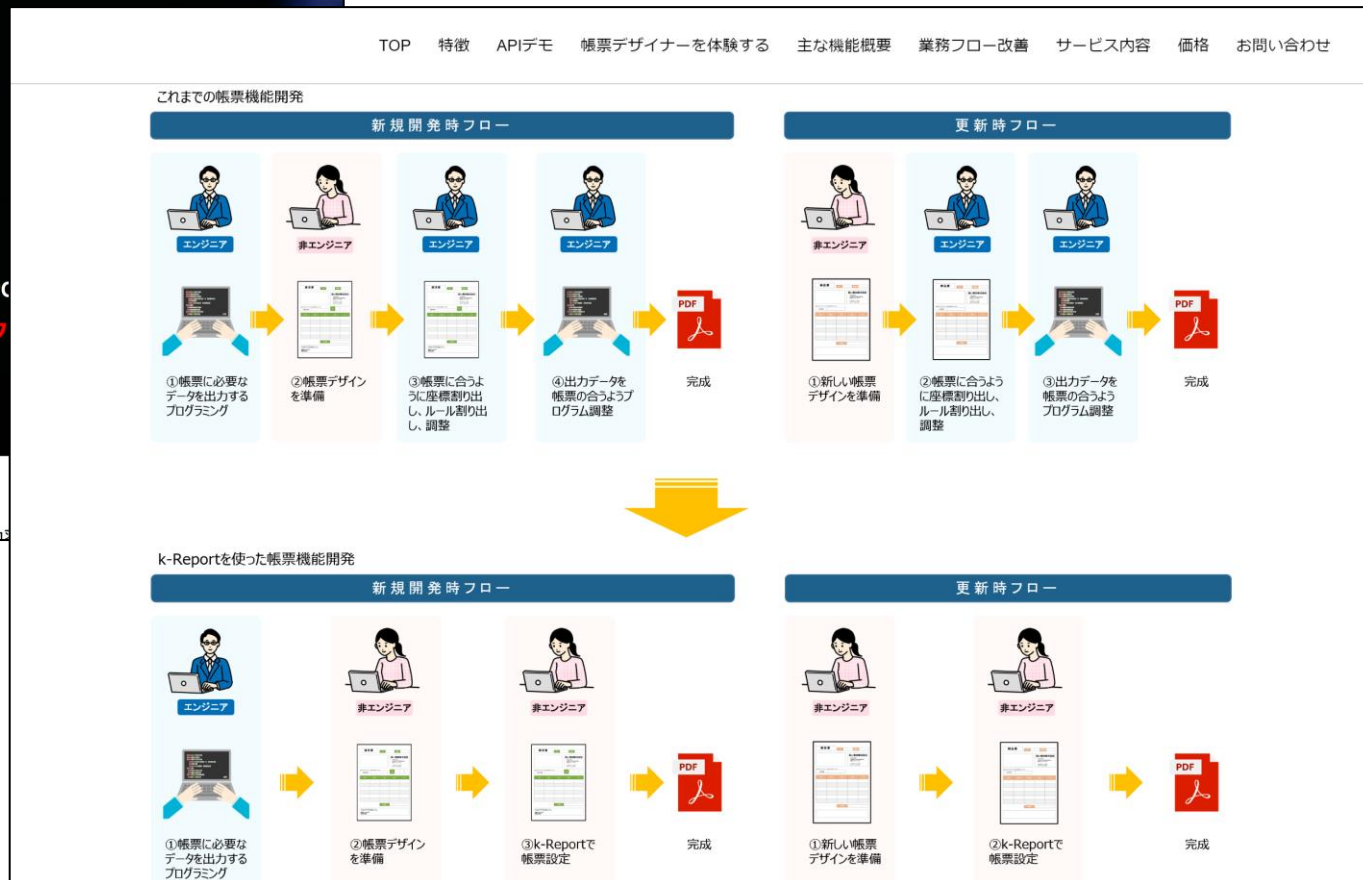 TOP 特徴 APIデモ 帳票デザイナーを体験する 主な機能概要 業務フロー改善 サービス内容 価格 お問い合わせ
これまでの帳票機能開発
新規開発時フロー
エンジニア
非エンジニア
エンジニア
エンジニア
PDF
①帳票に必要な
データを出力する
プログラミング
②帳票デザイン
を準備
③帳票に合うよ
うに座標割り出
し、ルール割り出
し、調整
④出力データを
帳票の合うようプ
ログラム調整
完成
更新時フロー
非エンジニア
エンジニア
エンジニア
PDF
①新しい帳票
デザインを準備
②帳票に合うよう
に座標割り出し、
ルール割り出し、
調整
③出力データを
帳票の合うよう
プログラム調整
完成
k-Reportを使った帳票機能開発
新規開発時フロー
エンジニア
非エンジニア
非エンジニア
PDF
①帳票に必要な
データを出力する
プログラミング
②帳票デザイン
を準備
③k-Reportで
帳票設定
完成
更新時フロー
非エンジニア
非エンジニア
PDF
①新しい帳票
デザインを準備
②k-Reportで
帳票設定
完成